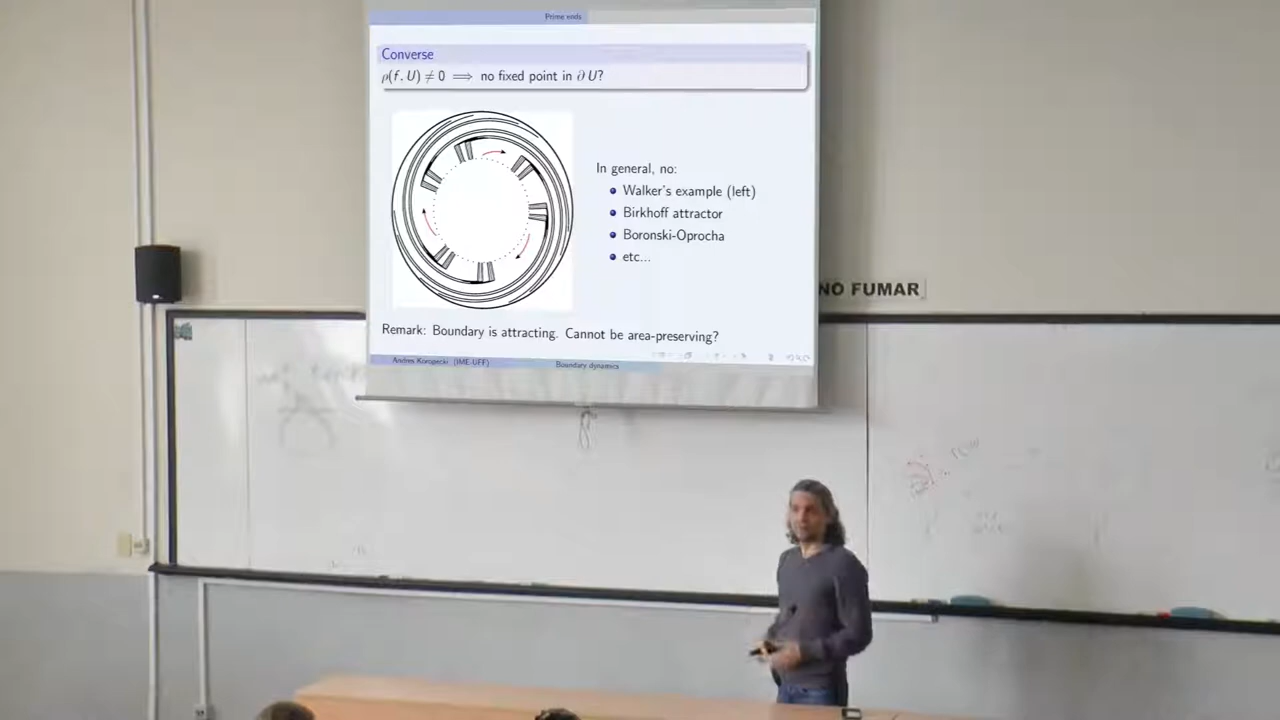 Prime ends
Converse
ρ(f, U) ≠ 0 ⟹ no fixed point in ∂ U?
In general, no:
Walker's example (left)
Birkhoff attractor
Boronski-Oprocha
etc...
NO FUMAR
Remark: Boundary is attracting. Cannot be area-preserving?
Andres Koropecki (IME-UFF)
Boundary dynamics